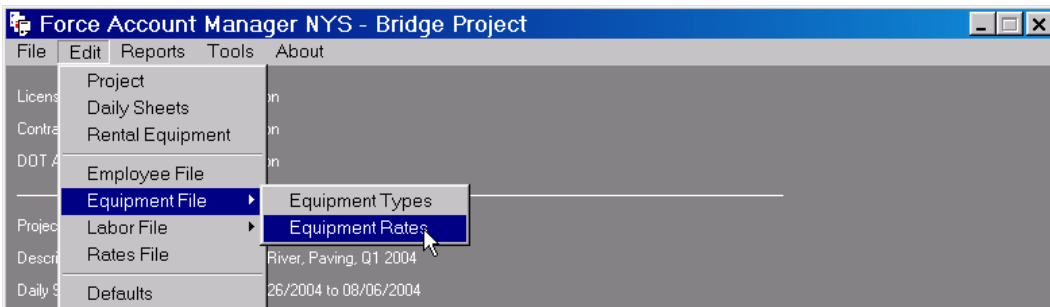 Force Account Manager NYS - Bridge Project
File Edit Reports Tools About
Project
Daily Sheets
Rental Equipment
Employee File
Equipment File
Labor File
Rates File
Defaults
Equipment Types
Equipment Rates
River, Paving, Q1 2004
26/2004 to 08/06/2004